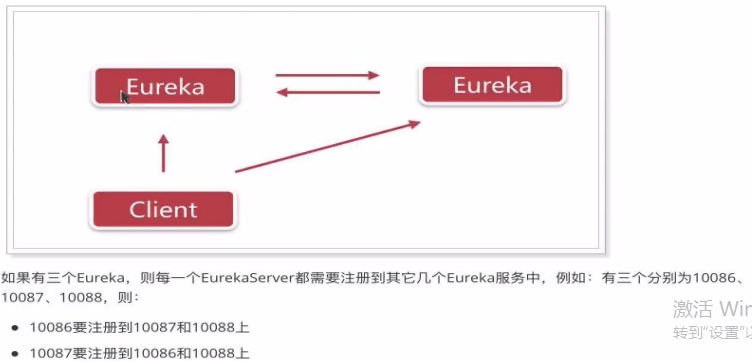 Eureka
Eureka
Client
如果有三个Eureka，则每一个EurekaServer都需要注册到其它几个Eureka服务中，例如：有三个分别为10086、
10087、10088，则：
● 10086要注册到10087和10088上
● 10087要注册到10086和10088上
激活 Win
转到"设置"以